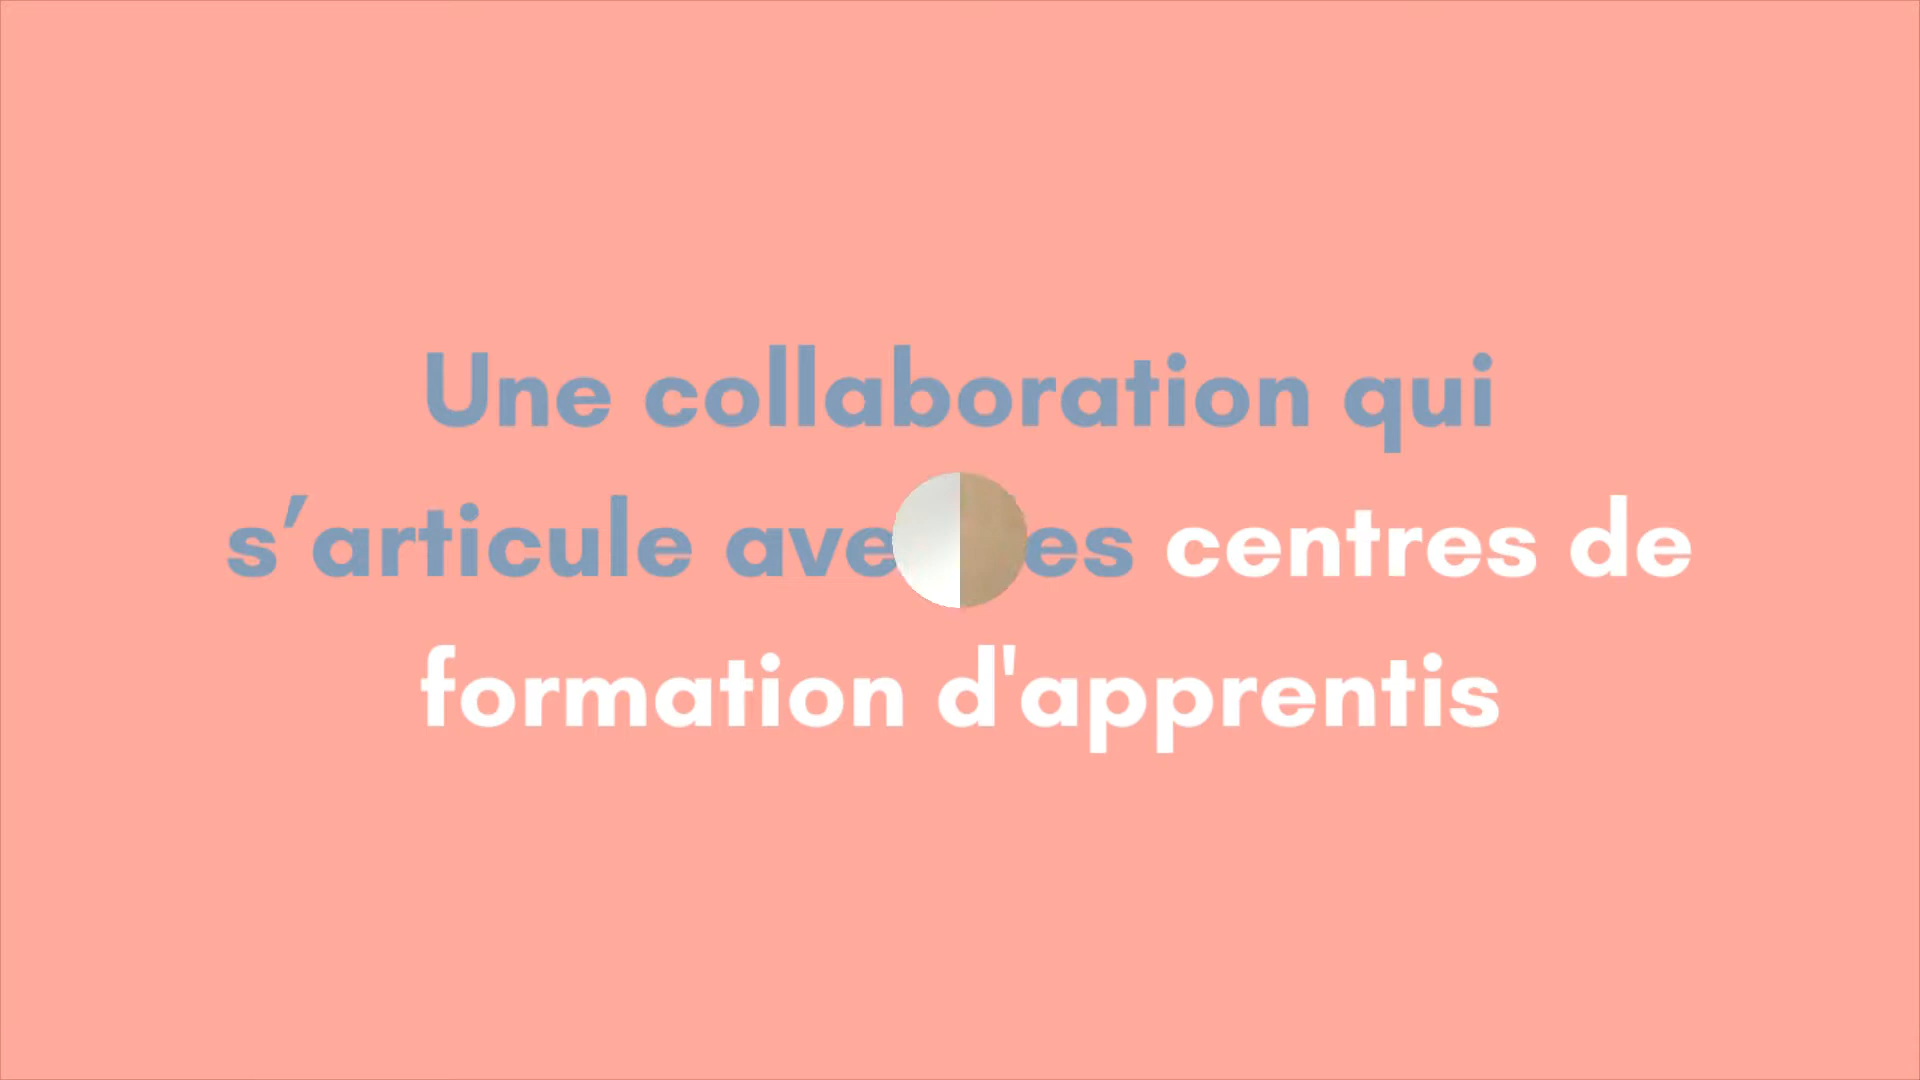 Une collaboration qui
s’articule centres de
formation d'apprentis